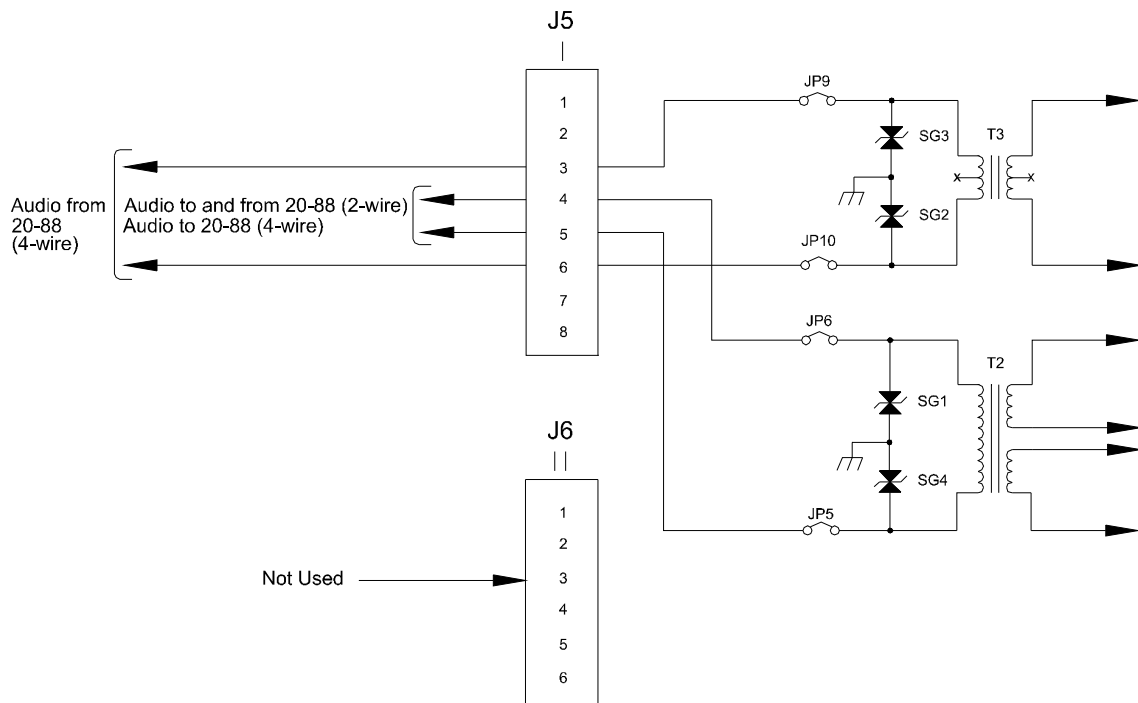 J5
1
2
3
4
5
6
7
8
Audio from
20-88
(4-wire)
Audio to and from 20-88 (2-wire)
Audio to 20-88 (4-wire)
JP9
SG3
T3
x
x
SG2
JP10
JP6
T2
SG1
SG4
JP5
J6
1
2
3
4
5
6
Not Used